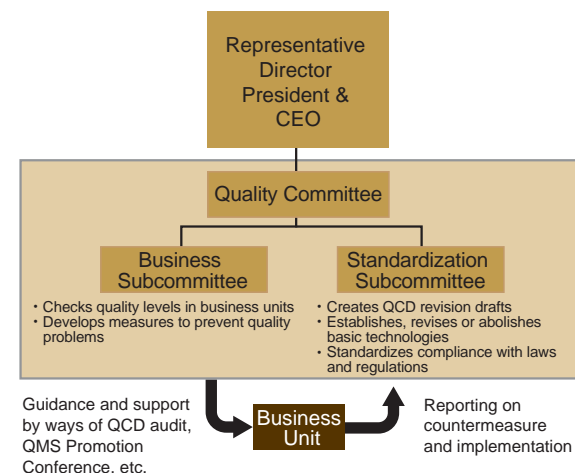 Representative
Director
President &
CEO
Quality Committee
Business
Subcommittee
・Checks quality levels in business units
・Develops measures to prevent quality
problems
Standardization
Subcommittee
・Creates QCD revision drafts
・Establishes, revises or abolishes
basic technologies
・Standardizes compliance with laws
and regulations
Guidance and support
by ways of QCD audit,
QMS Promotion
Conference, etc.
Business
Unit
Reporting on
countermeasure
and implementation